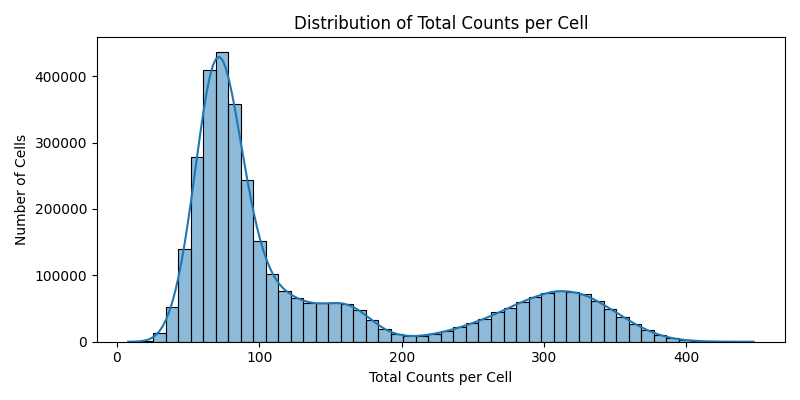 Distribution of Total Counts per Cell
400000
300000
200000
100000
0
Number of Cells
0 100 200 300 400
Total Counts per Cell